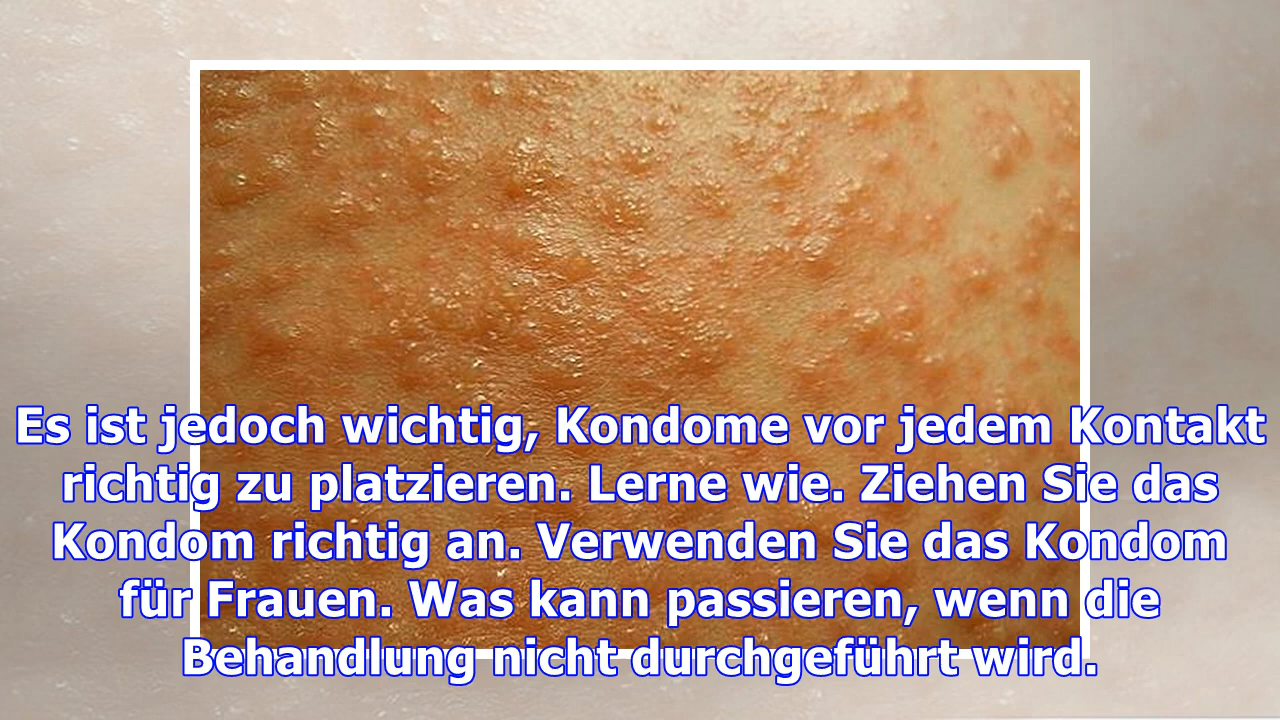 Es ist jedoch wichtig, Kondome vor jedem Kontakt
richtig zu platzieren. Lerne wie. Ziehen Sie das
Kondom richtig an. Verwenden Sie das Kondom
für Frauen. Was kann passieren, wenn die
Behandlung nicht durchgeführt wird.